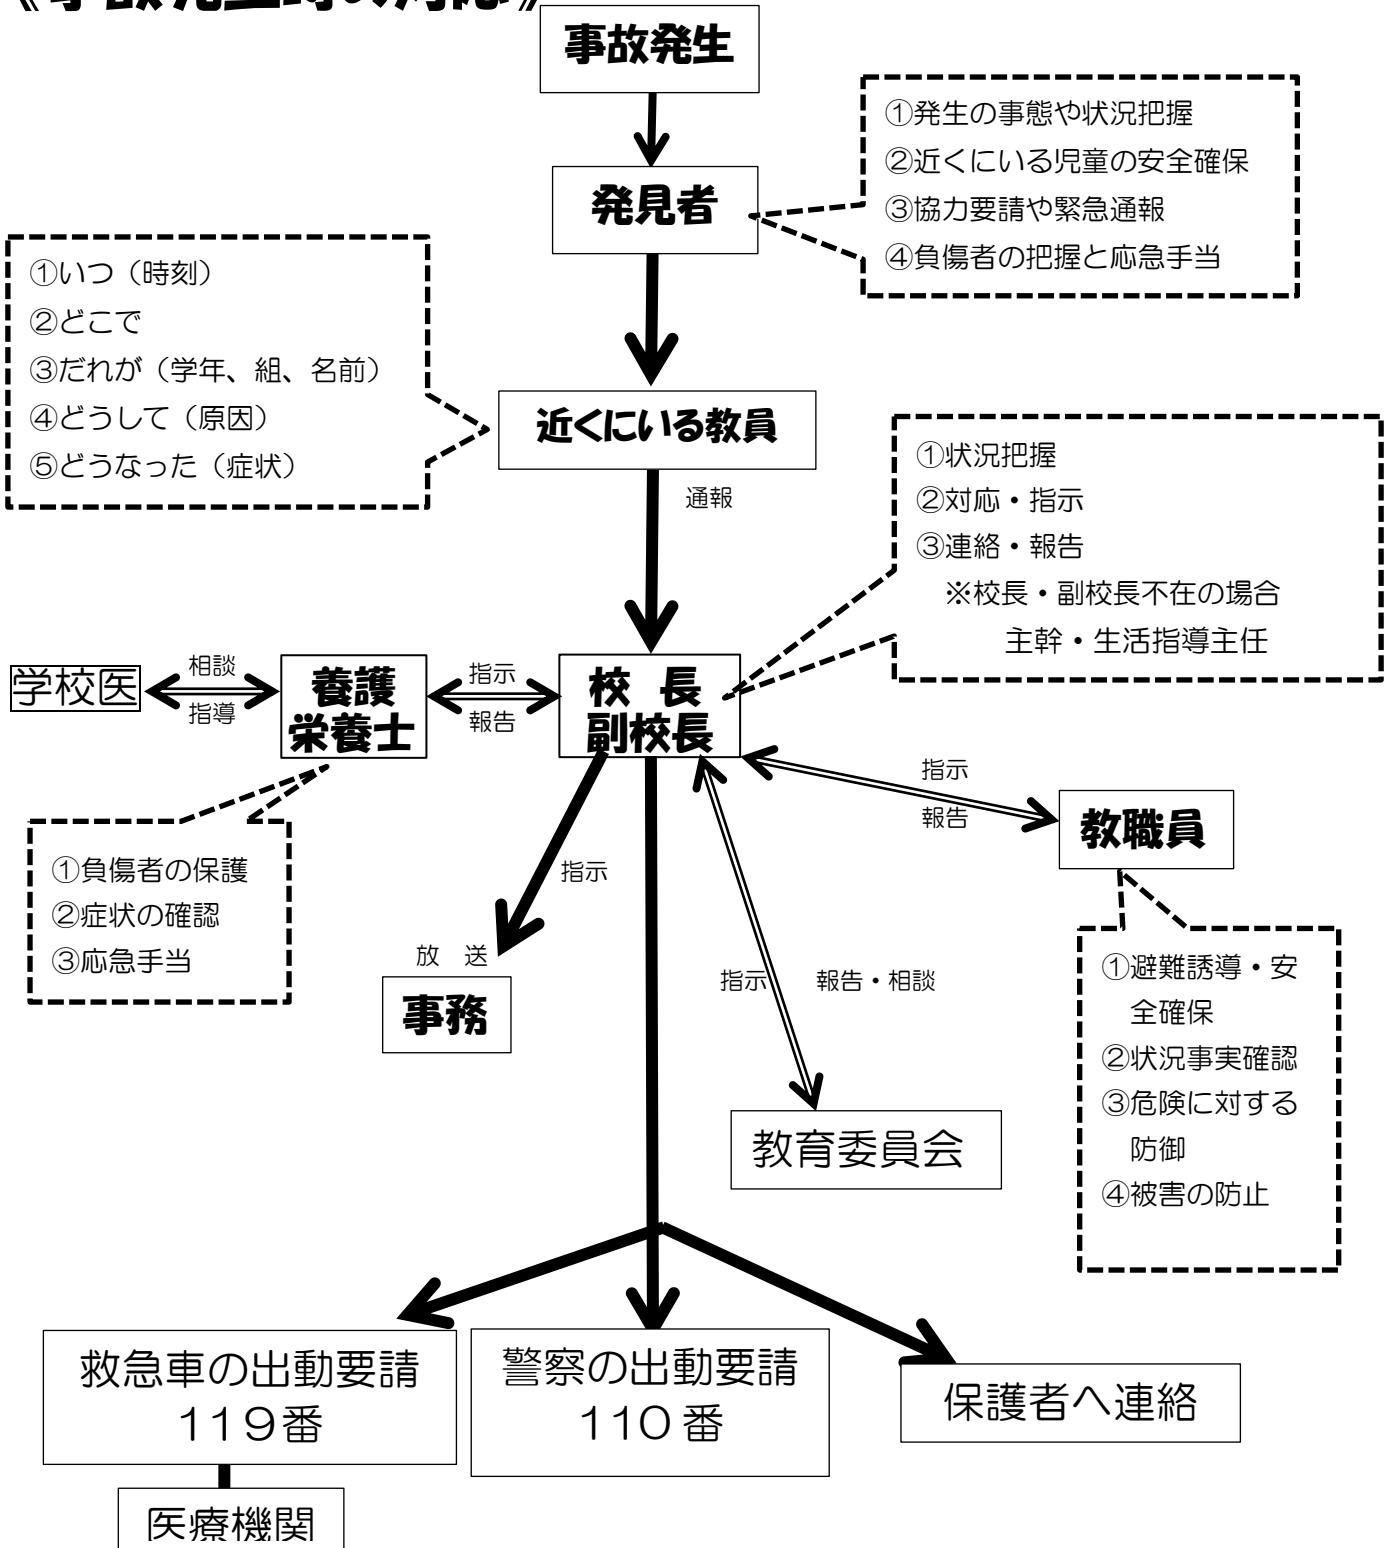 《事故発生時の対応》
事故発生
①発生の事態や状況把握
②近くにいる児童の安全確保
③協力要請や緊急通報
④負傷者の把握と応急手当
発見者
①いつ（時刻）
②どこで
③だれが（学年、組、名前）
④どうして（原因）
⑤どうなった（症状）
近くにいる教員
通報
①状況把握
②対応・指示
③連絡・報告
※校長・副校長不在の場合
主幹・生活指導主任
学校医
相談
指導
養護
栄養士
指示
報告
校 長
副校長
指示
報告
教職員
①負傷者の保護
②症状の確認
③応急手当
指示
放 送
事務
指示
報告・相談
教育委員会
①避難誘導・安
全確保
②状況事実確認
③危険に対する
防御
④被害の防止
救急車の出動要請
119番
警察の出動要請
110番
保護者へ連絡
医療機関